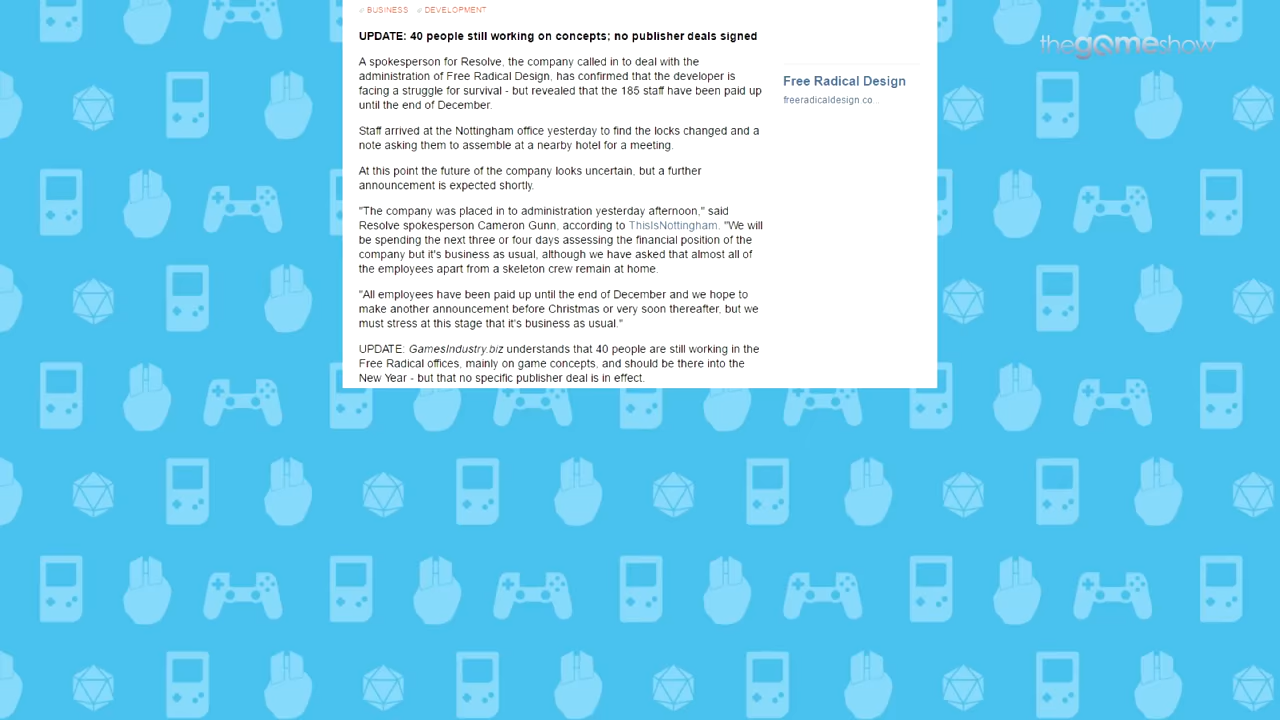 BUSINESS DEVELOPMENT
UPDATE: 40 people still working on concepts; no publisher deals signed
A spokesperson for Resolve, the company called in to deal with the
administration of Free Radical Design, has confirmed that the developer is
facing a struggle for survival - but revealed that the 185 staff have been paid up
until the end of December.
Staff arrived at the Nottingham office yesterday to find the locks changed and a
note asking them to assemble at a nearby hotel for a meeting.
At this point the future of the company looks uncertain, but a further
announcement is expected shortly.
"The company was placed in to administration yesterday afternoon," said
Resolve spokesperson Cameron Gunn, according to ThisIsNottingham. "We will
be spending the next three or four days assessing the financial position of the
company but it's business as usual, although we have asked that almost all of
the employees apart from a skeleton crew remain at home.
"All employees have been paid up until the end of December and we hope to
make another announcement before Christmas or very soon thereafter, but we
must stress at this stage that it's business as usual."
UPDATE: GamesIndustry.biz understands that 40 people are still working in the
Free Radical offices, mainly on game concepts, and should be there into the
New Year - but that no specific publisher deal is in effect.
thegameshow
Free Radical Design
freeradicaldesign.co...